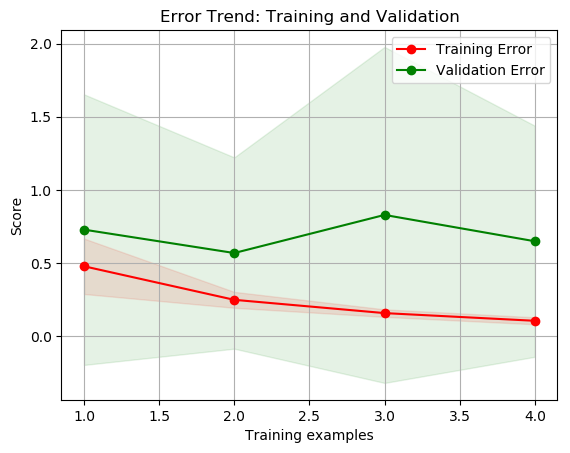 Error Trend: Training and Validation
Training Error
Validation Error
2.0
1.5
1.0
0.5
0.0
Score
1.0 1.5 2.0 2.5 3.0 3.5 4.0
Training examples